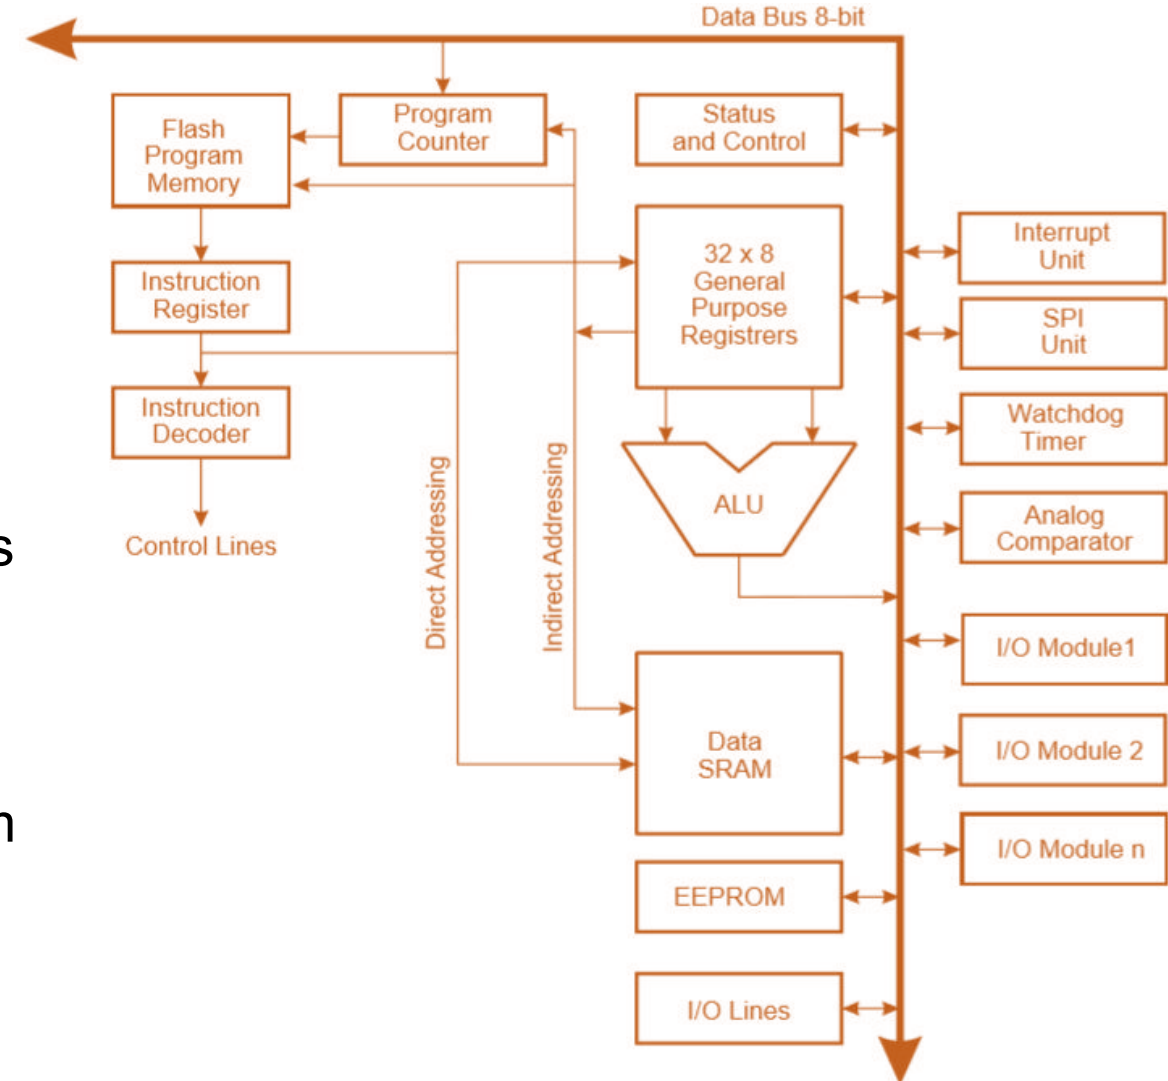 Data Bus 8-bit
Flash
Program
Memory
Program
Counter
Status
and Control
Instruction
Register
Instruction
Decoder
Control Lines
Direct Addressing
Indirect Addressing
32 x 8
General
Purpose
Registrers
ALU
Data
SRAM
EEPROM
I/O Lines
Interrupt
Unit
SPI
Unit
Watchdog
Timer
Analog
Comparator
I/O Module1
I/O Module 2
I/O Module n
s
n